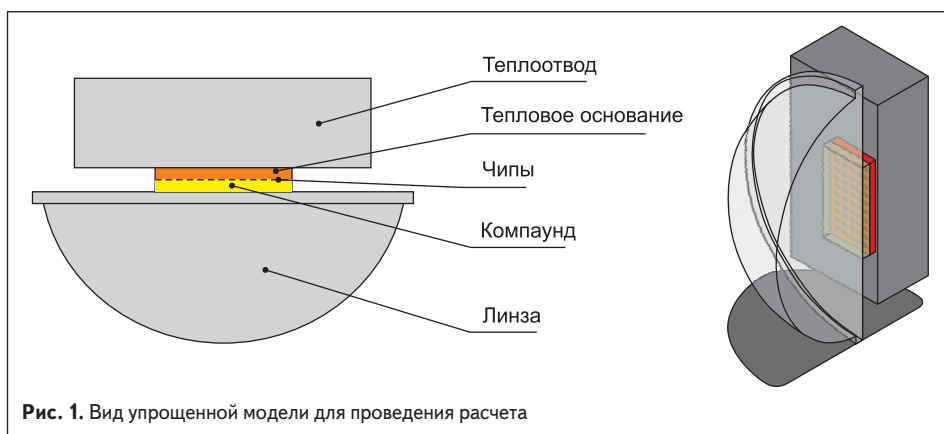 Теплоотвод
Тепловое основание
Чипы
Компаунд
Линза
Рис. 1. Вид упрощенной модели для проведения расчета